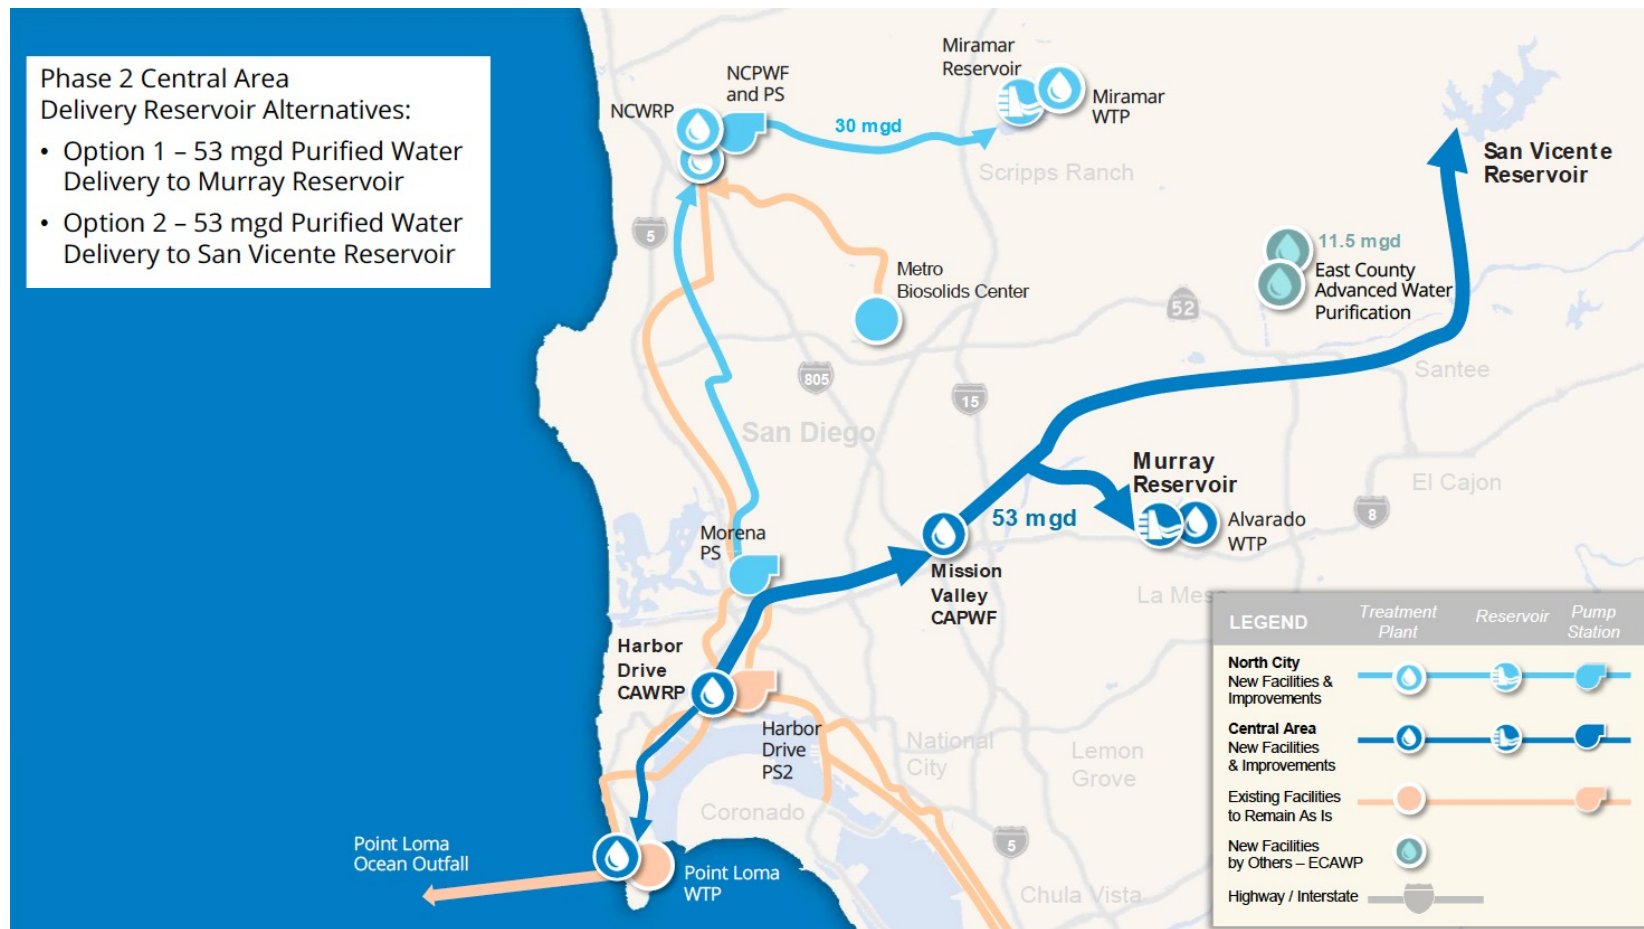 Phase 2 Central Area
Delivery Reservoir Alternatives:
• Option 1 – 53 mgd Purified Water
Delivery to Murray Reservoir
• Option 2 – 53 mgd Purified Water
Delivery to San Vicente Reservoir
NCWRP
NCPWF
and PS
30 mgd
Miramar
Reservoir
Miramar
WTP
Scripps Ranch
San Vicente
Reservoir
5
11.5 mgd
East County
Advanced Water
Purification
Metro
Biosolids Center
52
805
15
Santee
San Diego
Murray
Reservoir
El Cajon
8
53 mgd
Alvarado
WTP
Morena
PS
Mission
Valley
CAPWF
La Mesa
Harbor
Drive
CAWRP
Harbor
Drive
PS2
National
City
Lemon
Grove
Coronado
5
Point Loma
Ocean Outfall
Point Loma
WTP
Chula Vista
LEGEND
Treatment
Plant
Reservoir
Pump
Station
North City
New Facilities &
Improvements
Central Area
New Facilities
& Improvements
Existing Facilities
to Remain As Is
New Facilities
by Others – ECAWP
Highway / Interstate